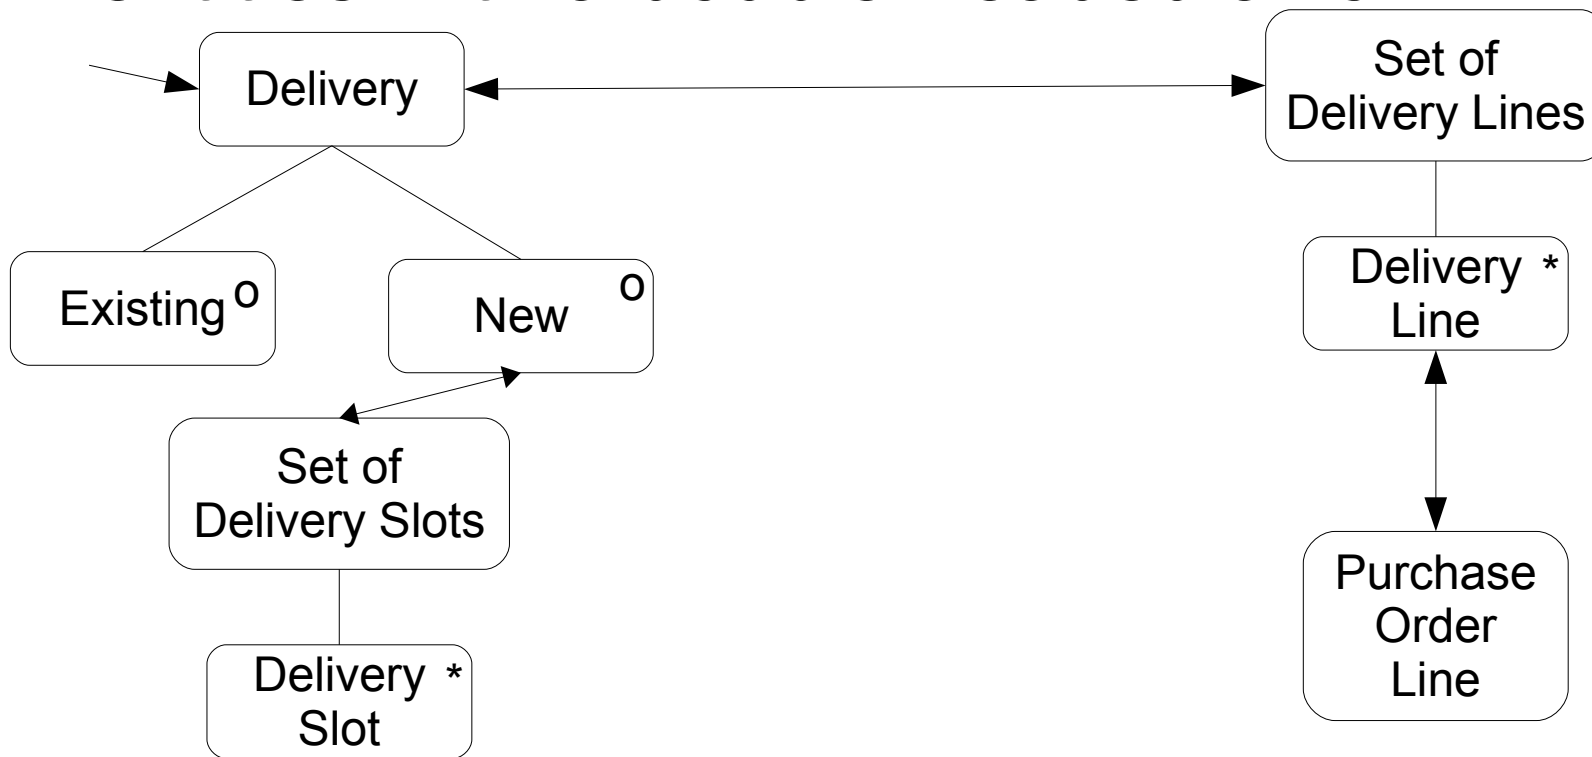 Delivery
Set of
Delivery Lines
Existing o
New o
Delivery *
Line
Set of
Delivery Slots
Purchase
Order
Line
Delivery *
Slot